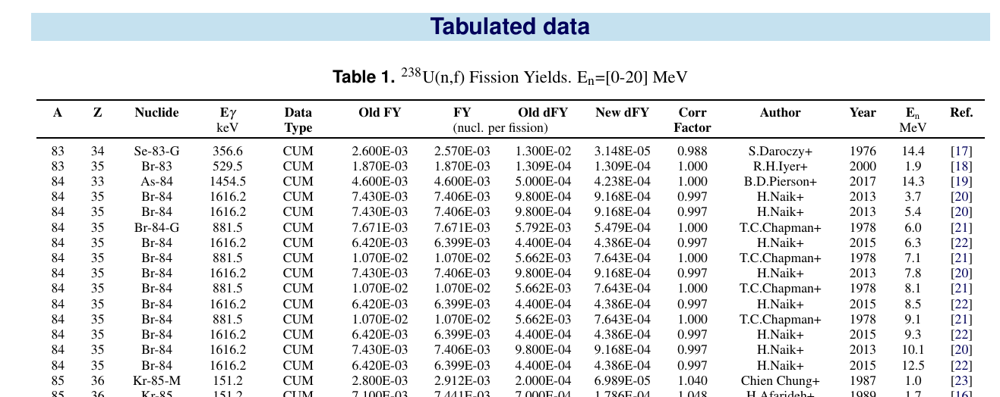 Tabulated data
Table 1. 238U(n,f) Fission Yields. En=[0-20] MeV
A Z Nuclide Eγ Data Old FY FY Old dFY New dFY Corr Author Year En Ref.
keV Type (nucl. per fission) Factor MeV
83 34 Se-83-G 356.6 CUM 2.600E-03 2.570E-03 1.300E-02 3.148E-05 0.988 S.Daroczy+ 1976 14.4 [17]
83 35 Br-83 529.5 CUM 1.870E-03 1.870E-03 1.309E-04 1.309E-04 1.000 R.H.Iyer+ 2000 1.9 [18]
84 33 As-84 1454.5 CUM 4.600E-03 4.600E-03 5.000E-04 4.238E-04 1.000 B.D.Pierson+ 2017 14.3 [19]
84 35 Br-84 1616.2 CUM 7.430E-03 7.406E-03 9.800E-04 9.168E-04 0.997 H.Naik+ 2013 3.7 [20]
84 35 Br-84 1616.2 CUM 7.430E-03 7.406E-03 9.800E-04 9.168E-04 0.997 H.Naik+ 2013 5.4 [20]
84 35 Br-84-G 881.5 CUM 7.671E-03 7.671E-03 5.792E-03 5.479E-04 1.000 T.C.Chapman+ 1978 6.0 [21]
84 35 Br-84 1616.2 CUM 6.420E-03 6.399E-03 4.400E-04 4.386E-04 0.997 H.Naik+ 2015 6.3 [22]
84 35 Br-84 881.5 CUM 1.070E-02 1.070E-02 5.662E-03 7.643E-04 1.000 T.C.Chapman+ 1978 7.1 [21]
84 35 Br-84 1616.2 CUM 7.430E-03 7.406E-03 9.800E-04 9.168E-04 0.997 H.Naik+ 2013 7.8 [20]
84 35 Br-84 881.5 CUM 1.070E-02 1.070E-02 5.662E-03 7.643E-04 1.000 T.C.Chapman+ 1978 8.1 [21]
84 35 Br-84 1616.2 CUM 6.420E-03 6.399E-03 4.400E-04 4.386E-04 0.997 H.Naik+ 2015 8.5 [22]
84 35 Br-84 881.5 CUM 1.070E-02 1.070E-02 5.662E-03 7.643E-04 1.000 T.C.Chapman+ 1978 9.1 [21]
84 35 Br-84 1616.2 CUM 6.420E-03 6.399E-03 4.400E-04 4.386E-04 0.997 H.Naik+ 2015 9.3 [22]
84 35 Br-84 1616.2 CUM 7.430E-03 7.406E-03 9.800E-04 9.168E-04 0.997 H.Naik+ 2013 10.1 [20]
84 35 Br-84 1616.2 CUM 6.420E-03 6.399E-03 4.400E-04 4.386E-04 0.997 H.Naik+ 2015 12.5 [22]
85 36 Kr-85-M 151.2 CUM 2.800E-03 2.912E-03 2.000E-04 6.989E-05 1.040 Chien Chung+ 1987 1.0 [23]
85 36 Kr-85 151.2 CUM 7.100E-03 7.441E-03 7.000E-04 1.786E-04 1.048 H.Afarideh+ 1989 1.7 [16]